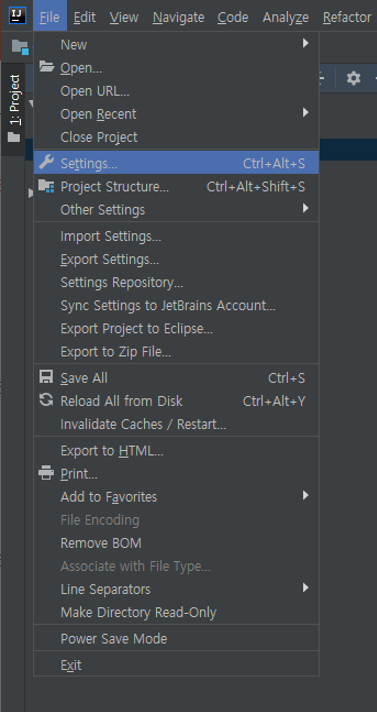 IJ
File Edit View Navigate Code Analyze Refactor
1: Project
New
Open...
Open URL...
Open Recent
Close Project
Settings... Ctrl+Alt+S
Project Structure... Ctrl+Alt+Shift+S
Other Settings
Import Settings...
Export Settings...
Settings Repository...
Sync Settings to JetBrains Account...
Export Project to Eclipse...
Export to Zip File...
Save All Ctrl+S
Reload All from Disk Ctrl+Alt+Y
Invalidate Caches / Restart...
Export to HTML...
Print...
Add to Favorites
File Encoding
Remove BOM
Associate with File Type...
Line Separators
Make Directory Read-Only
Power Save Mode
Exit